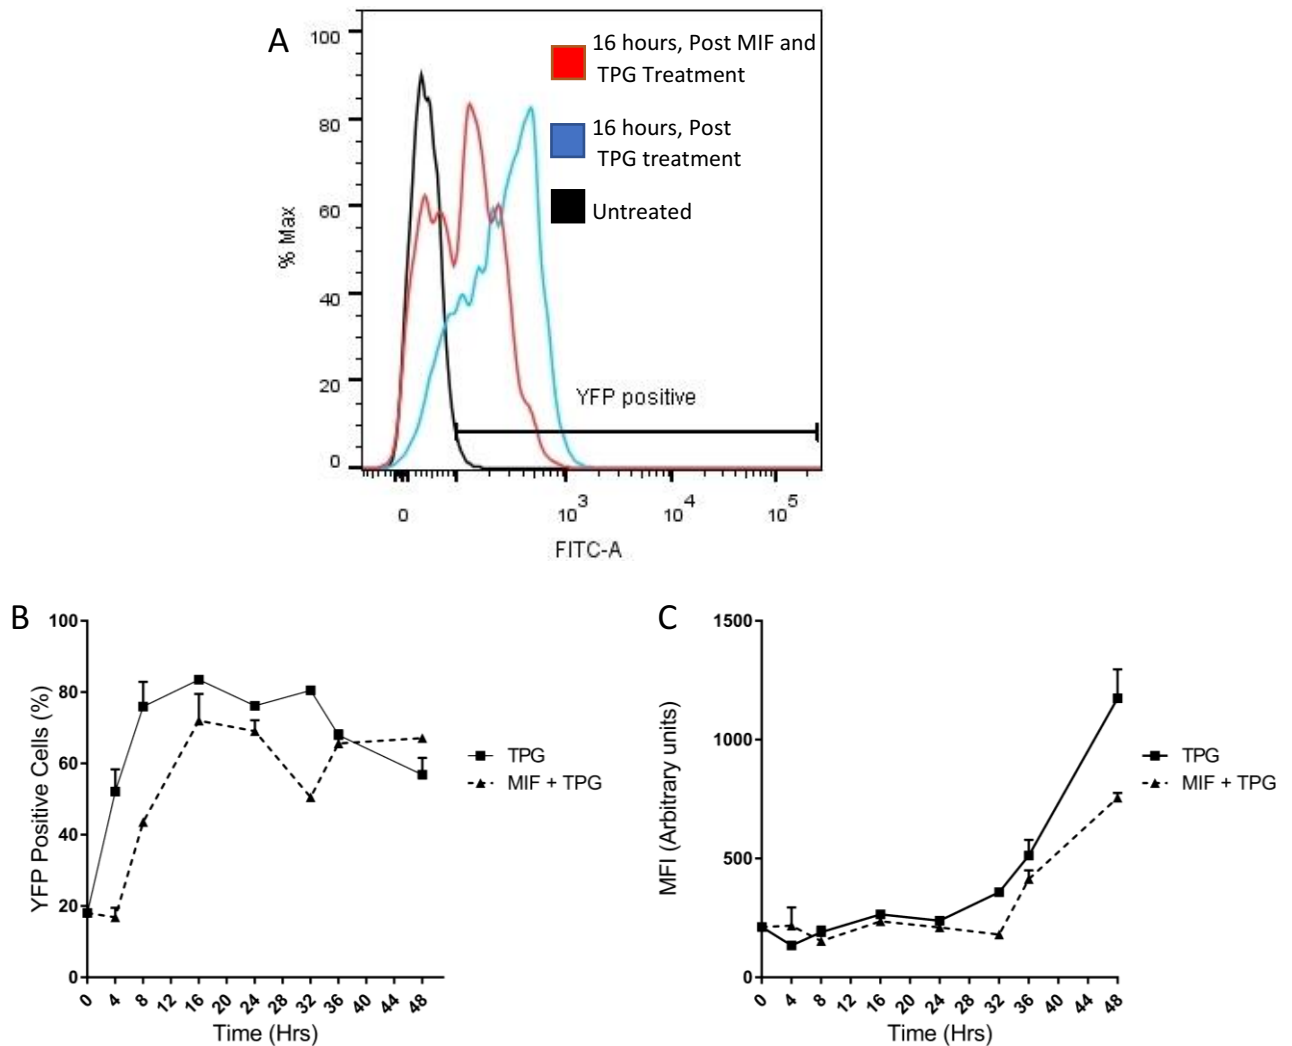 A
16 hours, Post MIF and
TPG Treatment
16 hours, Post
TPG treatment
Untreated
100
80
60
40
20
0
% Max
YFP positive
0
10^3
10^4
10^5
FITC-A
B
100
80
60
40
20
0
YFP Positive Cells (%)
0 4 8 12 16 20 24 28 32 36 40 44 48
Time (Hrs)
TPG
MIF + TPG
C
1500
1000
500
0
MFI (Arbitrary units)
0 4 8 12 16 20 24 28 32 36 40 44 48
Time (Hrs)
TPG
MIF + TPG